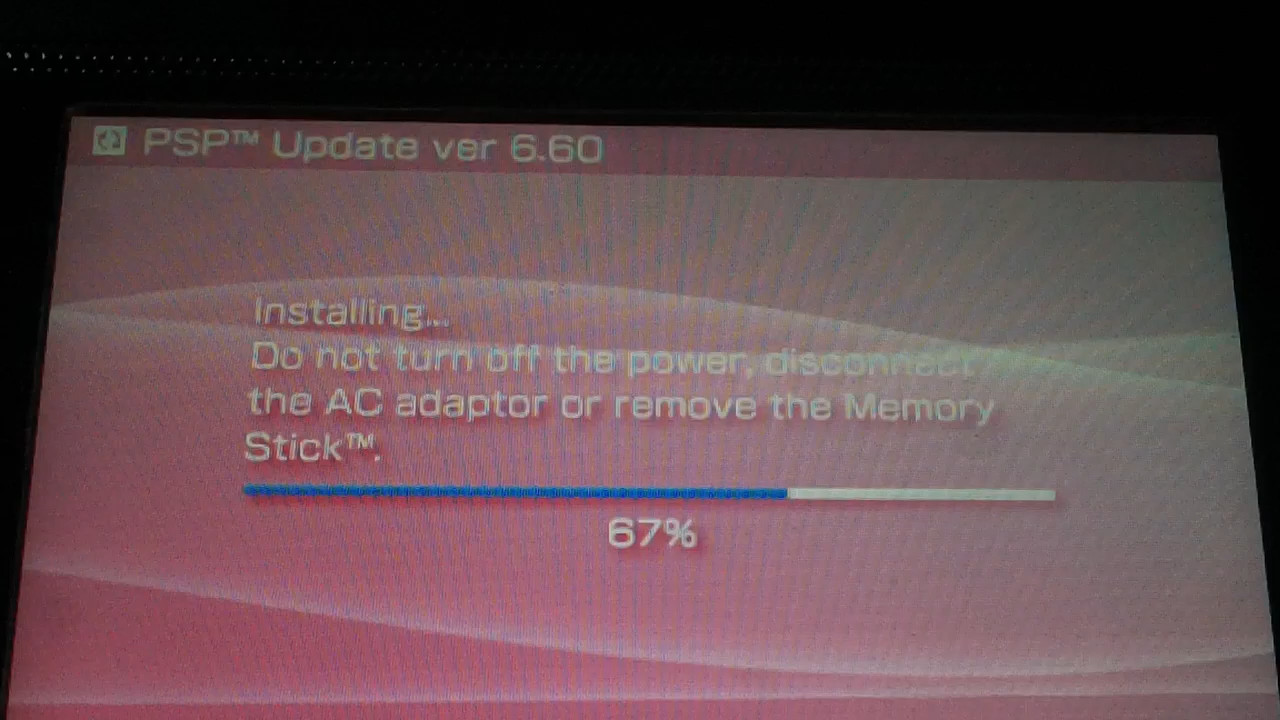 PSP™ Update ver 6.60
Installing...
Do not turn off the power, disconnect
the AC adaptor or remove the Memory
Stick™.
67%